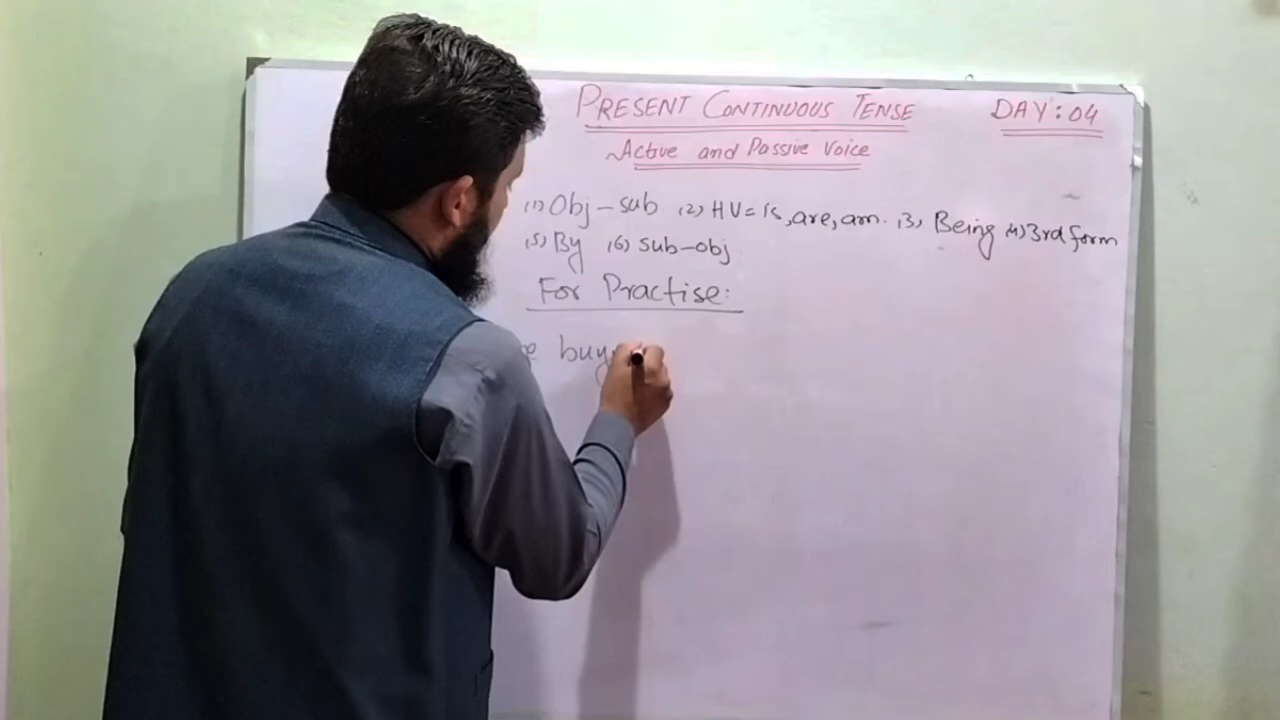 PRESENT CONTINUOUS TENSE DAY: 04
Active and Passive Voice
(1) Obj - sub (2) HV = is, are, am. (3) Being (4) 3rd form
(5) By (6) Sub - obj
For Practise:
buy